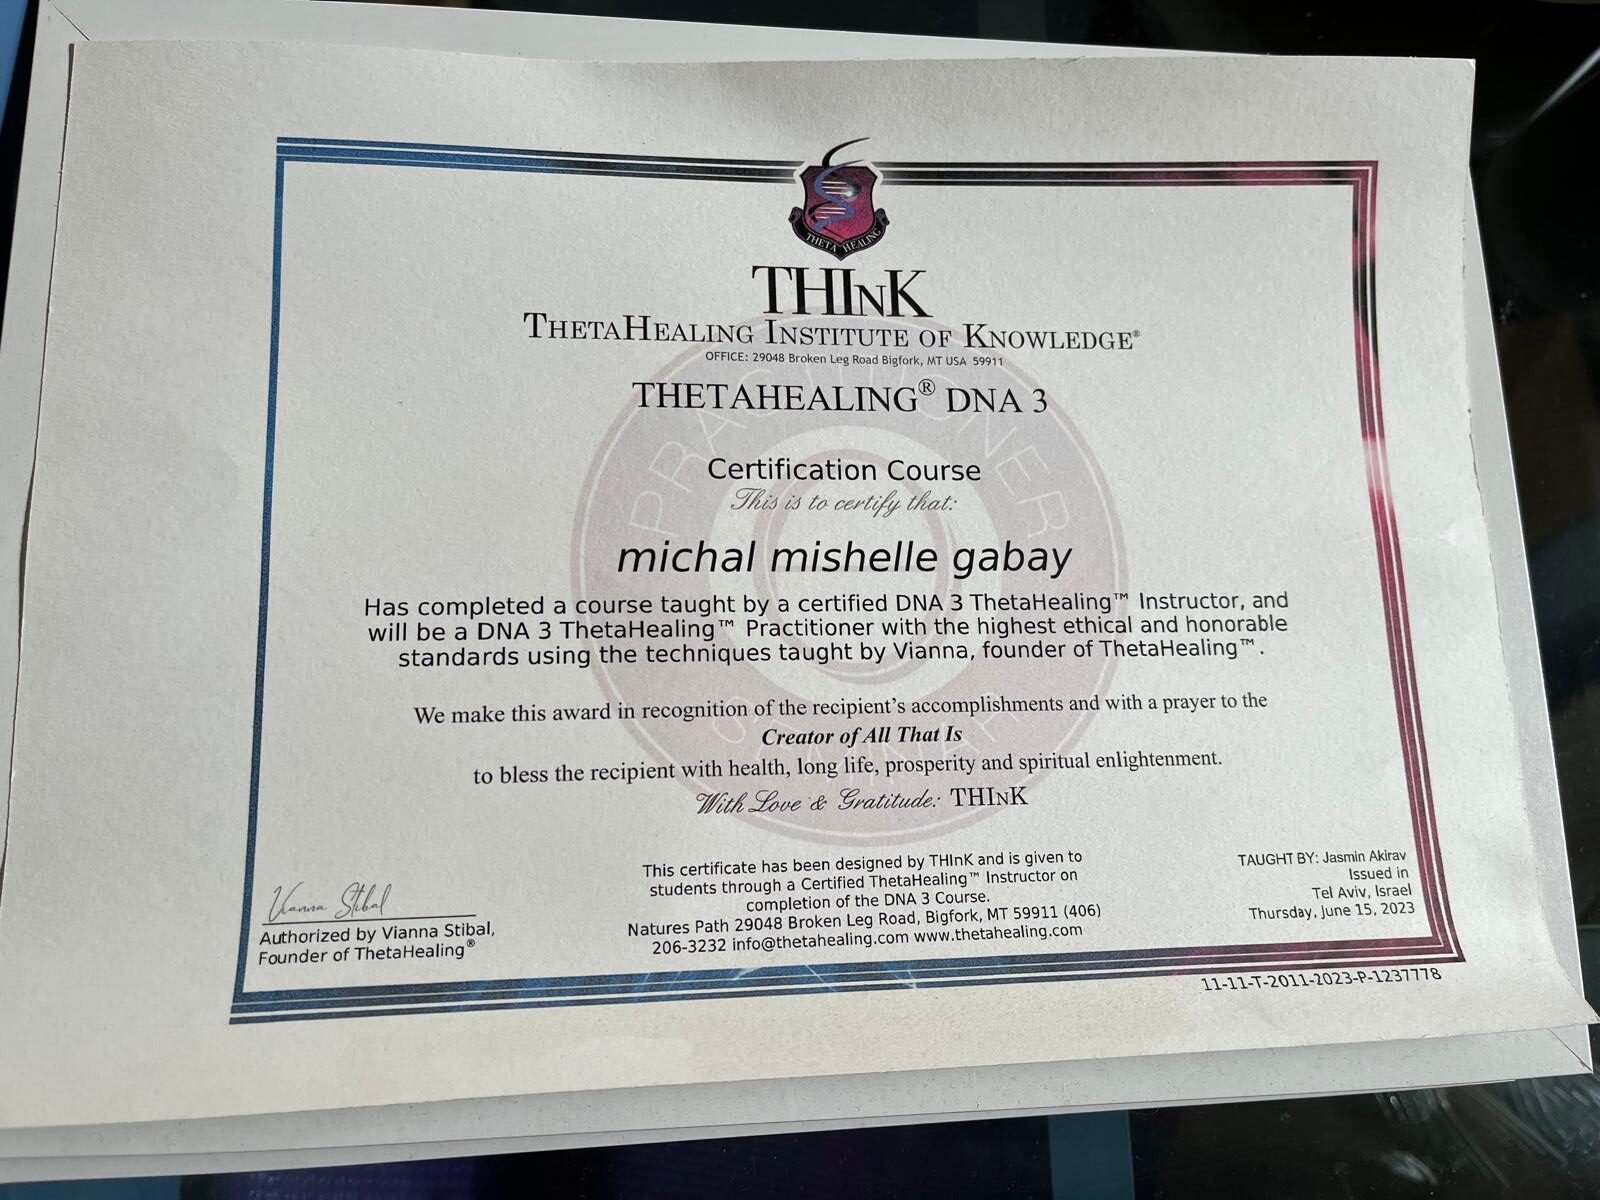 THETA HEALING
THInK
THETAHEALING INSTITUTE OF KNOWLEDGE®
OFFICE: 29048 Broken Leg Road Bigfork, MT USA 59911
THETAHEALING® DNA 3
PRACTITIONER
Certification Course
This is to certify that:
michal mishelle gabay
Has completed a course taught by a certified DNA 3 ThetaHealing™ Instructor, and
will be a DNA 3 ThetaHealing™ Practitioner with the highest ethical and honorable
standards using the techniques taught by Vianna, founder of ThetaHealing™.
We make this award in recognition of the recipient's accomplishments and with a prayer to the
Creator of All That Is
to bless the recipient with health, long life, prosperity and spiritual enlightenment.
With Love & Gratitude: THInK
Vianna Stibal
Authorized by Vianna Stibal,
Founder of ThetaHealing®
This certificate has been designed by THInK and is given to
students through a Certified ThetaHealing™ Instructor on
completion of the DNA 3 Course.
Natures Path 29048 Broken Leg Road, Bigfork, MT 59911 (406)
206-3232 info@thetahealing.com www.thetahealing.com
TAUGHT BY: Jasmin Akirav
Issued in
Tel Aviv, Israel
Thursday, June 15, 2023
11-11-T-2011-2023-P-1237778